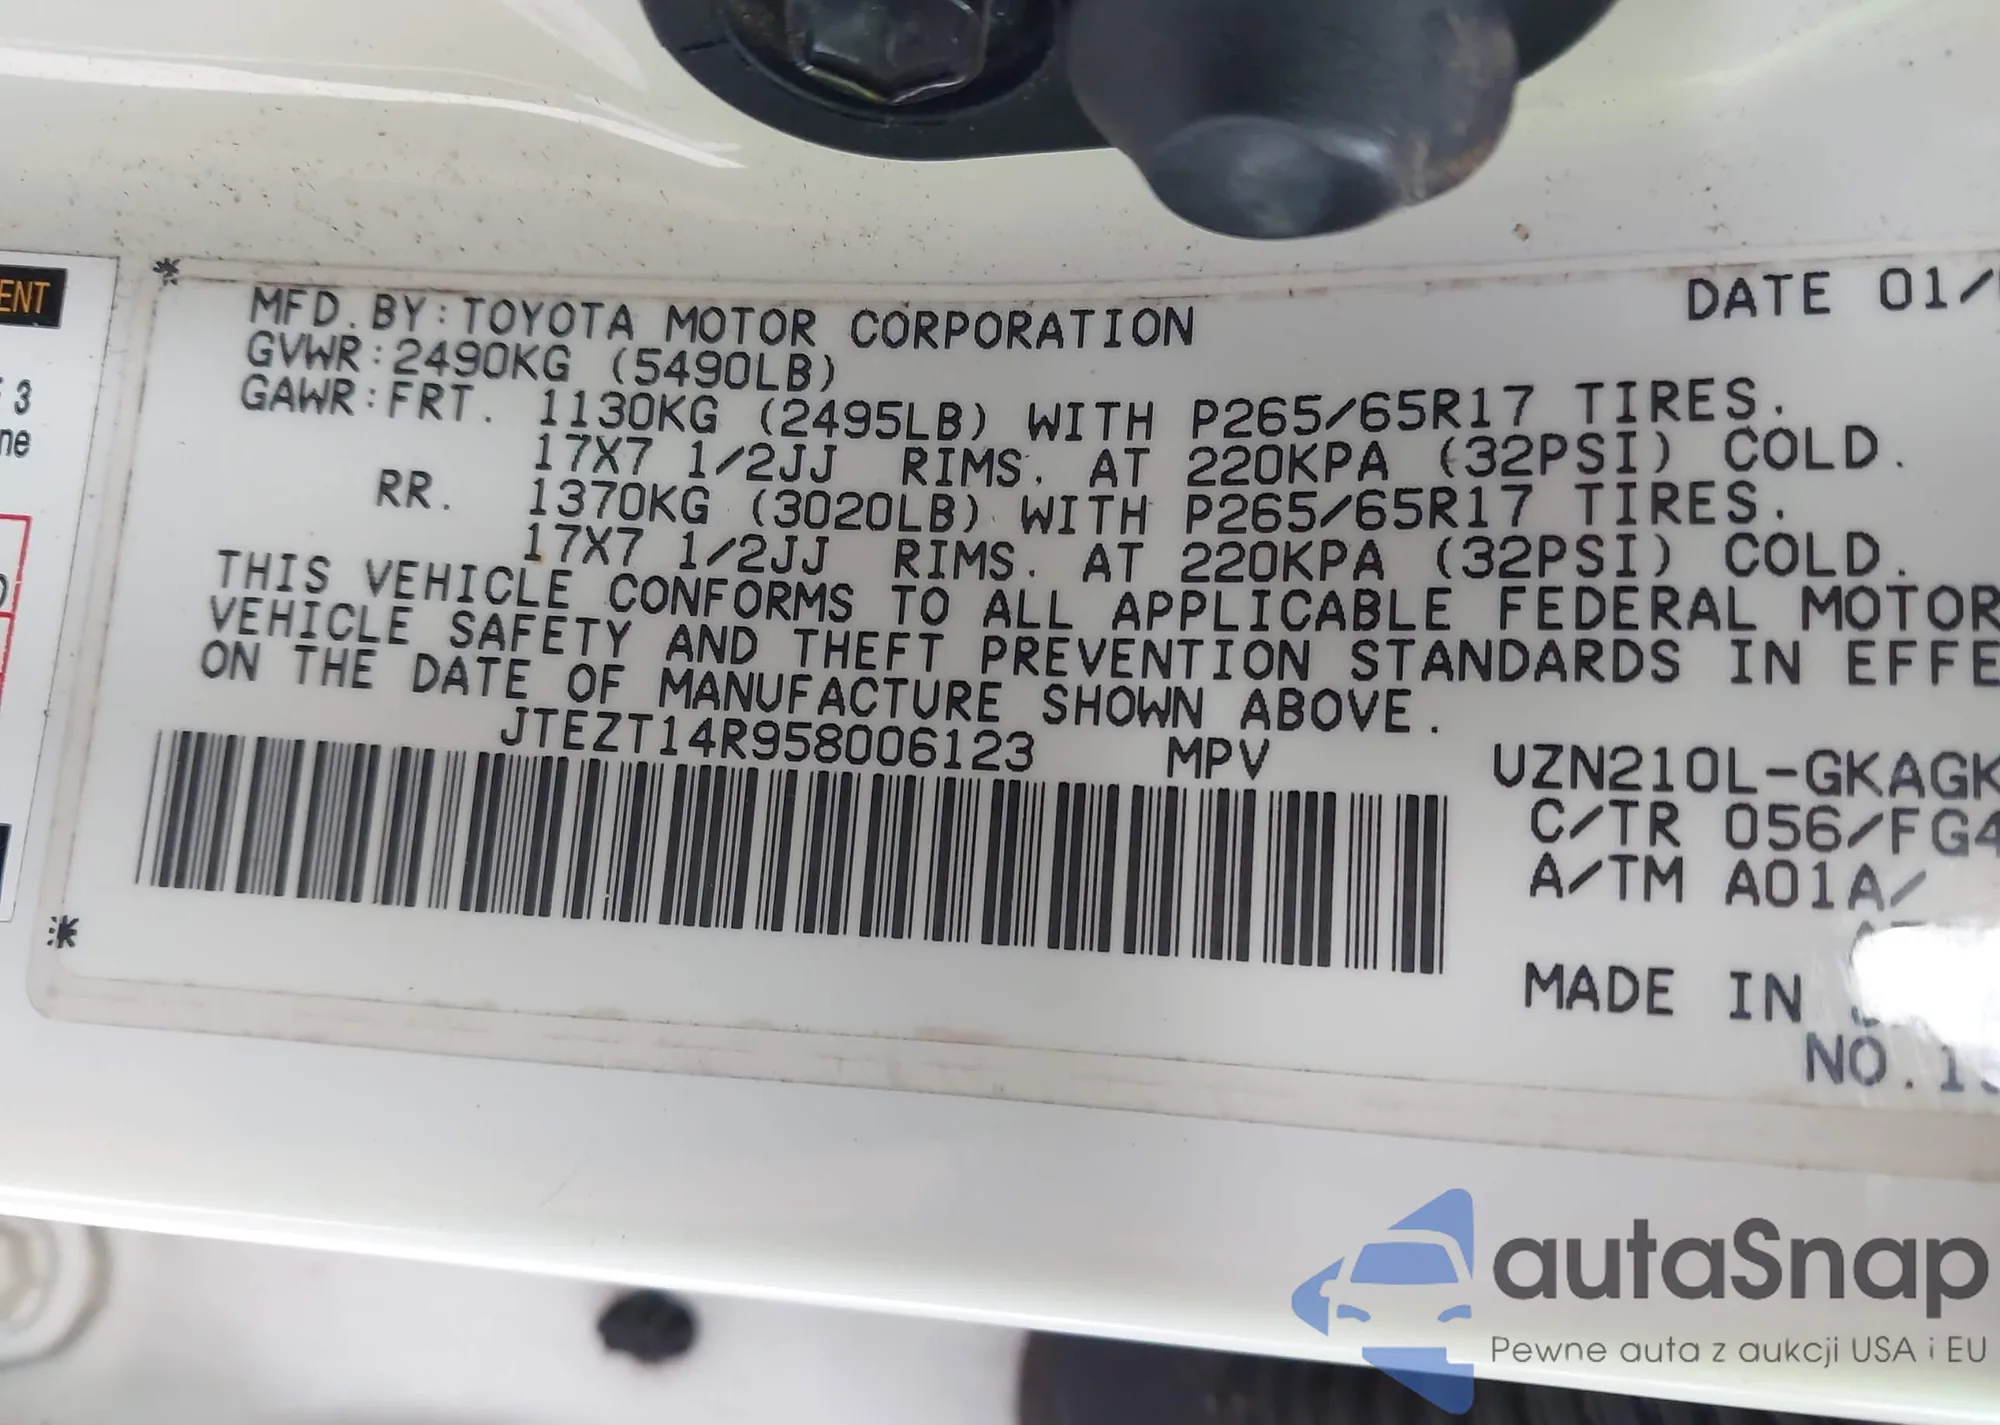 ENT
3
ne
MFD. BY: TOYOTA MOTOR CORPORATION DATE 01/
GVWR: 2490KG (5490LB)
GAWR: FRT. 1130KG (2495LB) WITH P265/65R17 TIRES.
17X7 1/2JJ RIMS. AT 220KPA (32PSI) COLD.
RR. 1370KG (3020LB) WITH P265/65R17 TIRES.
17X7 1/2JJ RIMS. AT 220KPA (32PSI) COLD.
THIS VEHICLE CONFORMS TO ALL APPLICABLE FEDERAL MOTOR
VEHICLE SAFETY AND THEFT PREVENTION STANDARDS IN EFFE
ON THE DATE OF MANUFACTURE SHOWN ABOVE.
JTEZT14R958006123 MPV UZN210L-GKAGK
C/TR 056/FG4
A/TM A01A/
MADE IN
NO. 1
autaSnap
Pewne auta z aukcji USA i EU